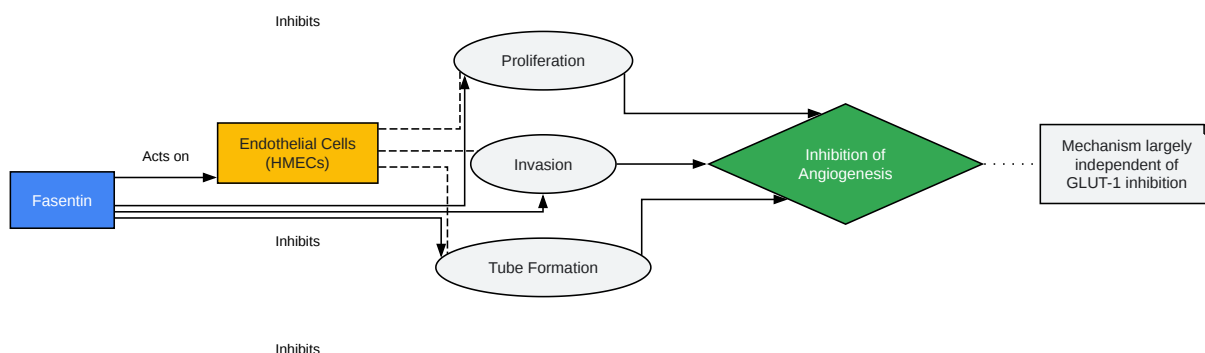 Inhibits
Proliferation
Endothelial Cells
(HMECs)
Acts on
Invasion
Inhibition of
Angiogenesis
Mechanism largely
independent of
GLUT-1 inhibition
Fasentin
Inhibits
Tube Formation
Inhibits